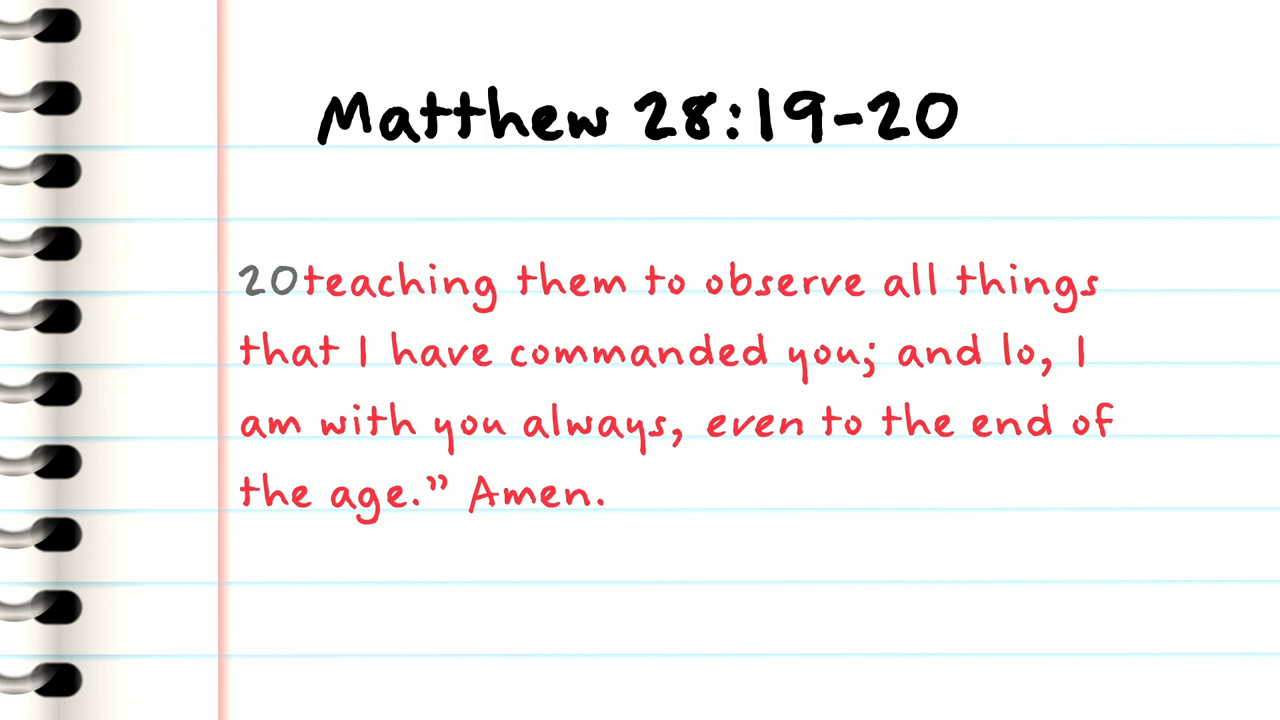 Matthew 28:19-20
20teaching them to observe all things
that I have commanded you; and lo, I
am with you always, even to the end of
the age.” Amen.